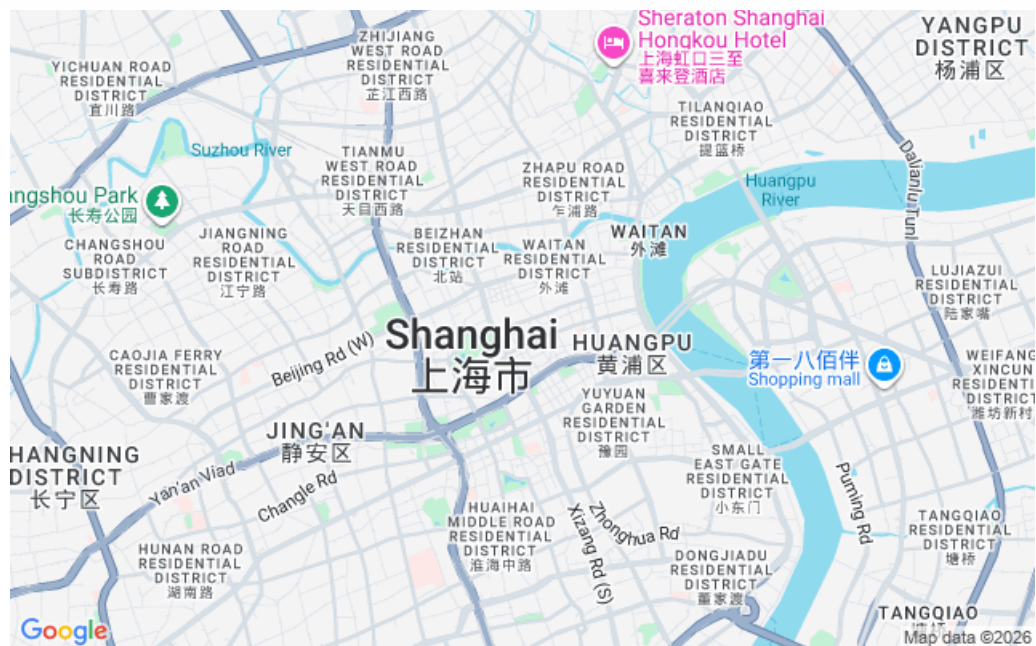 Sheraton Shanghai
Hongkou Hotel
上海虹口三至
喜来登酒店
YANGPU
DISTRICT
杨浦区
ZHIJIANG
WEST ROAD
RESIDENTIAL
DISTRICT
芷江西路
YICHUAN ROAD
RESIDENTIAL
DISTRICT
宜川路
TILANQIAO
RESIDENTIAL
DISTRICT
提篮桥
Suzhou River
TIANMU
WEST ROAD
RESIDENTIAL
DISTRICT
天目西路
ZHAPU ROAD
RESIDENTIAL
DISTRICT
乍浦路
Huangpu
River
Dalianlu Tunl
angshou Park
长寿公园
CHANGSHOU
ROAD
SUBDISTRICT
长寿路
JIANGNING
ROAD
RESIDENTIAL
DISTRICT
江宁路
BEIZHAN
RESIDENTIAL
DISTRICT
北站
WAITAN
RESIDENTIAL
DISTRICT
外滩
WAITAN
外滩
LUJIAZUI
RESIDENTIAL
DISTRICT
陆家嘴
Shanghai
上海市
HUANGPU
黄浦区
Beijing Rd (W)
CAOJIA FERRY
RESIDENTIAL
DISTRICT
曹家渡
第一八佰伴
Shopping mall
WEIFANG
XINCUN
RESIDENTI
DISTRICT
潍坊新村
YUYUAN
GARDEN
RESIDENTIAL
DISTRICT
豫园
JING'AN
静安区
HANGNING
DISTRICT
长宁区
Yan'an Viad
Changle Rd
SMALL
EAST GATE
RESIDENTIAL
DISTRICT
小东门
Puming Rd
HUAIHAI
MIDDLE ROAD
RESIDENTIAL
DISTRICT
淮海中路
Xizang Rd (S)
Zhonghua Rd
TANGQIAO
RESIDENTIAL
DISTRICT
塘桥
HUNAN ROAD
RESIDENTIAL
DISTRICT
湖南路
DONGJIADU
RESIDENTIAL
DISTRICT
董家渡
TANGQIAO
Google
Map data ©2026